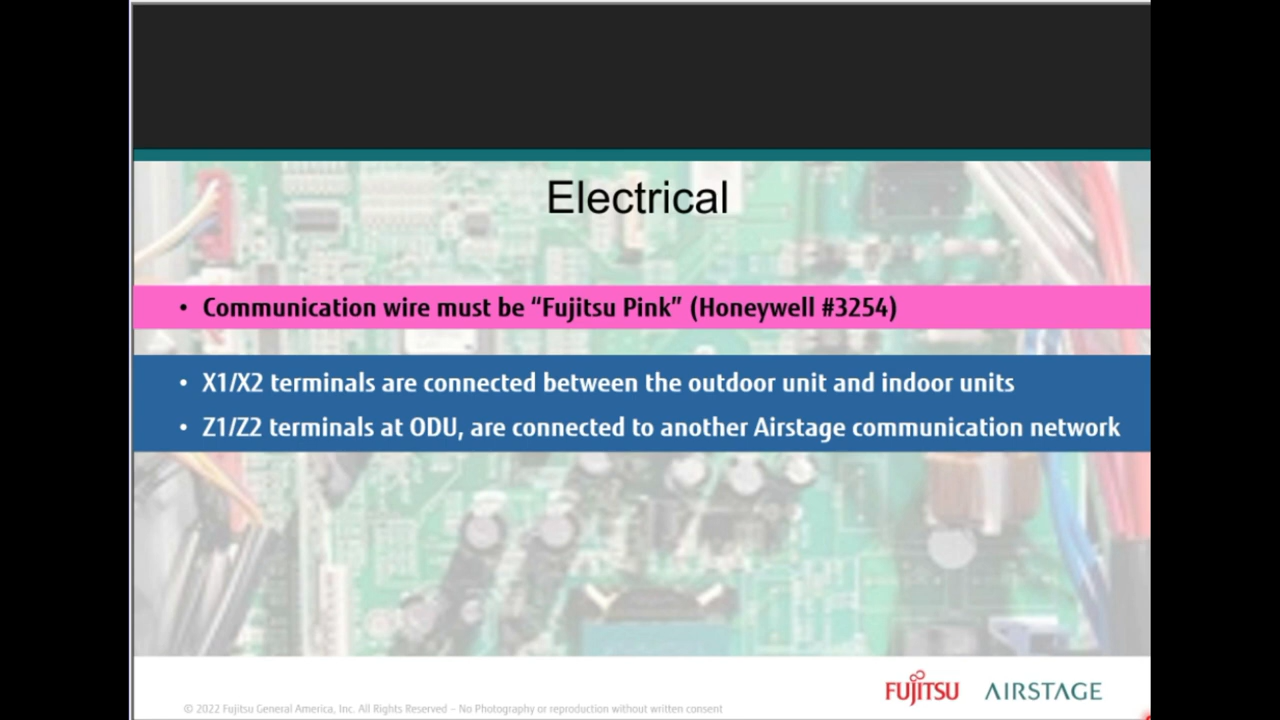 Electrical
• Communication wire must be “Fujitsu Pink” (Honeywell #3254)
• X1/X2 terminals are connected between the outdoor unit and indoor units
• Z1/Z2 terminals at ODU, are connected to another Airstage communication network
FUJITSU AIRSTAGE
© 2022 Fujitsu General America, Inc. All Rights Reserved – No Photography or reproduction without written consent